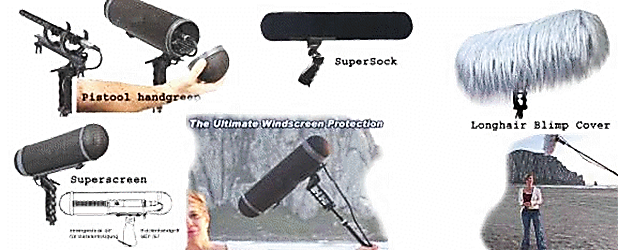 Pistool handgreep
SuperSock
Longhair Blimp Cover
The Ultimate Windscreen Protection
Superscreen